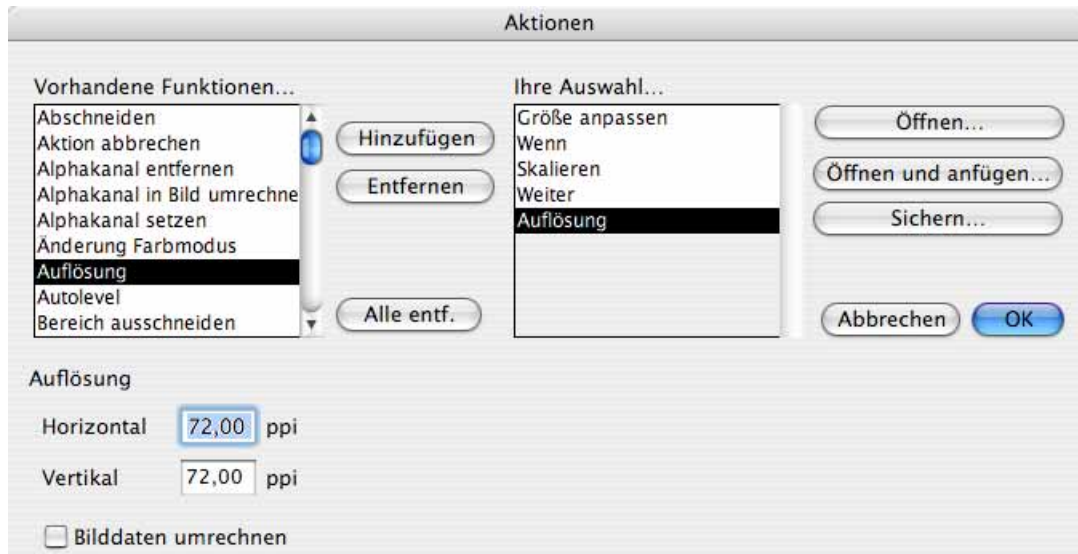 Aktionen
Vorhandene Funktionen...
Abschneiden
Aktion abbrechen
Alphakanal entfernen
Alphakanal in Bild umrechne
Alphakanal setzen
Änderung Farbmodus
Auflösung
Autolevel
Bereich ausschneiden
Hinzufügen
Entfernen
Alle entf.
Ihre Auswahl...
Größe anpassen
Wenn
Skalieren
Weiter
Auflösung
Öffnen...
Öffnen und anfügen...
Sichern...
Abbrechen
OK
Auflösung
Horizontal 72,00 ppi
Vertikal 72,00 ppi
Bilddaten umrechnen